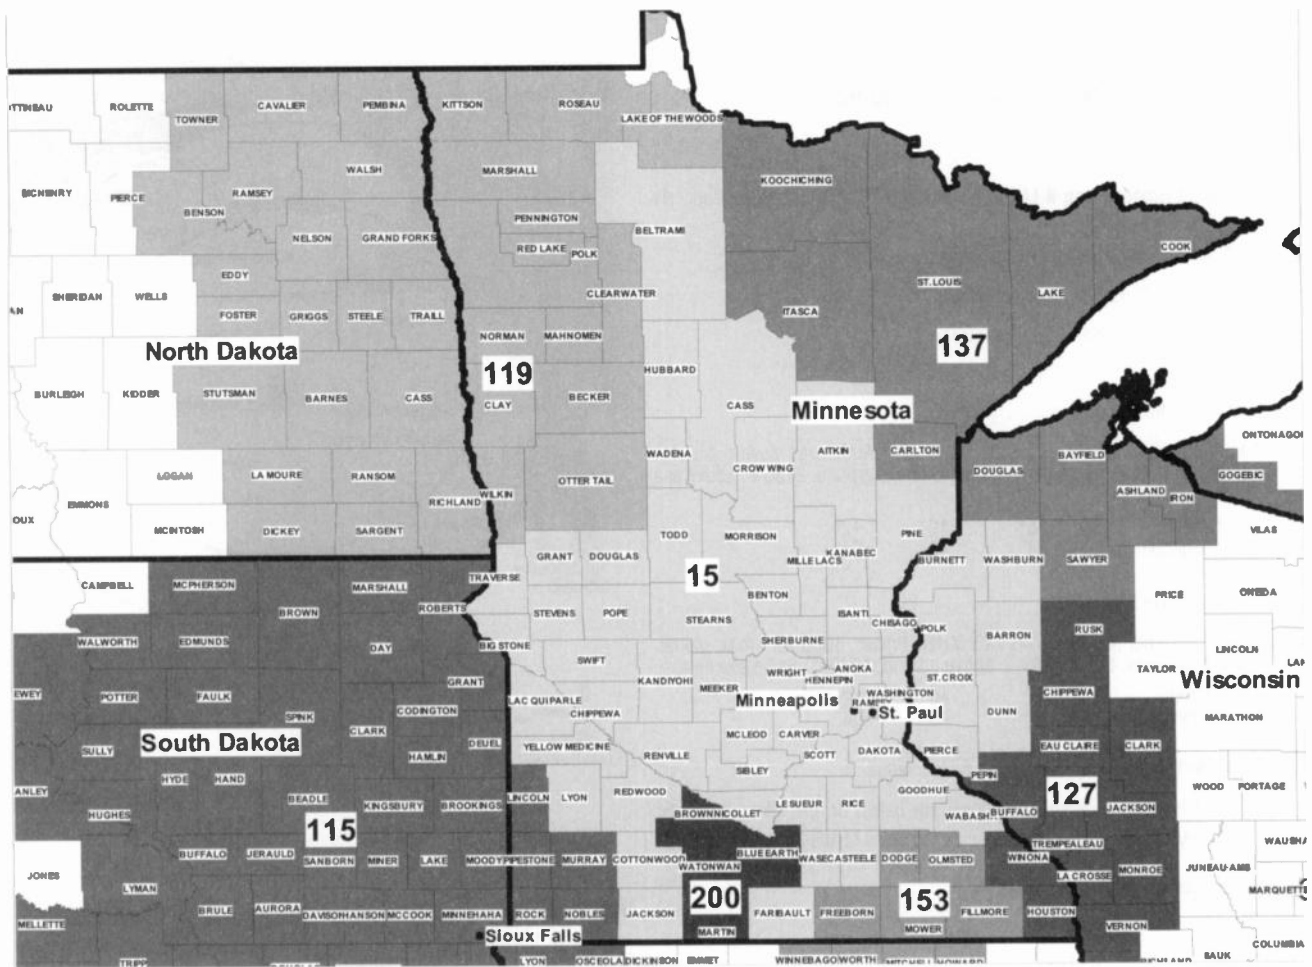 OTTINEAU ROLETTE TOWNER CAVALIER PEMBINA KITTSON ROSEAU
LAKE OF THE WOODS
WALSH MARSHALL KOOCHICHING
PIERCE RAMSEY
BENSON PENNINGTON
NELSON GRAND FORKS RED LAKE POLK BELTRAMI COOK
EDDY
SHERIDAN WELLS CLEARWATER ST.LOUIS LAKE
FOSTER GRIGGS STEELE TRAILL ITASCA
NORMAN MAHNOMEN
North Dakota 137
119 HUBBARD
BURLEIGH KIDDER STUTSMAN BARNES CASS CLAY BECKER CASS Minnesota
ONTONAGO
WADENA CROW WING AITKIN CARLTON DOUGLAS BAYFIELD
LOGAN LA MOURE RANSOM OTTER TAIL GOGEBIC
EMMONS RICHLAND WILKIN ASHLAND IRON
OUX MCINTOSH DICKEY SARGENT TODD MORRISON PINE VILAS
GRANT DOUGLAS MILLE LACS KANABEC BURNETT WASHBURN SAWYER
CAMPBELL MCPHERSON MARSHALL TRAVERSE 15
BENTON PRICE ONEIDA
BROWN ROBERTS STEVENS POPE STEARNS ISANTI CHISAGO POLK RUSK
WALWORTH EDMUNDS DAY BIG STONE SHERBURNE BARRON LINCOLN
SWIFT WRIGHT ANOKA TAYLOR LAN
GRANT KANDIYOHI HENNEPIN ST. CROIX Wisconsin
EWEY POTTER FAULK LAC QUI PARLE MEEKER WASHINGTON CHIPPEWA
Minneapolis St. Paul
SPINK CODINGTON CHIPPEWA DUNN MARATHON
South Dakota CLARK DEUEL MCLEOD CARVER
SULLY HAMLIN YELLOW MEDICINE RENVILLE SCOTT DAKOTA PIERCE EAU CLAIRE CLARK
HYDE HAND SIBLEY PEPIN
ANLEY BEADLE KINGSBURY BROOKINGS LINCOLN LYON REDWOOD LE SUEUR RICE GOODHUE 127 WOOD PORTAGE
HUGHES BROWN NICOLLET WABASH BUFFALO JACKSON
115 TREMPEALEAU WAUSHA
BUFFALO JERAULD SANBORN MINER LAKE MOODY PIPESTONE MURRAY COTTONWOOD WATONWAN BLUE EARTH WASECA STEELE DODGE OLMSTED WINONA
JONES LYMAN LA CROSSE MONROE JUNEAU-AMS
200 153 MARQUETTE
MELLETTE BRULE AURORA DAVISO HANSON MCCOOK MINNEHAHA ROCK NOBLES JACKSON FARIBAULT FREEBORN FILLMORE HOUSTON
MARTIN MOWER VERNON
Sioux Falls COLUMBIA
TRIPP LYON OSCEOLA DICKINSON EMMET WINNEBAGO WORTH MITCHELL HOWARD SAUK